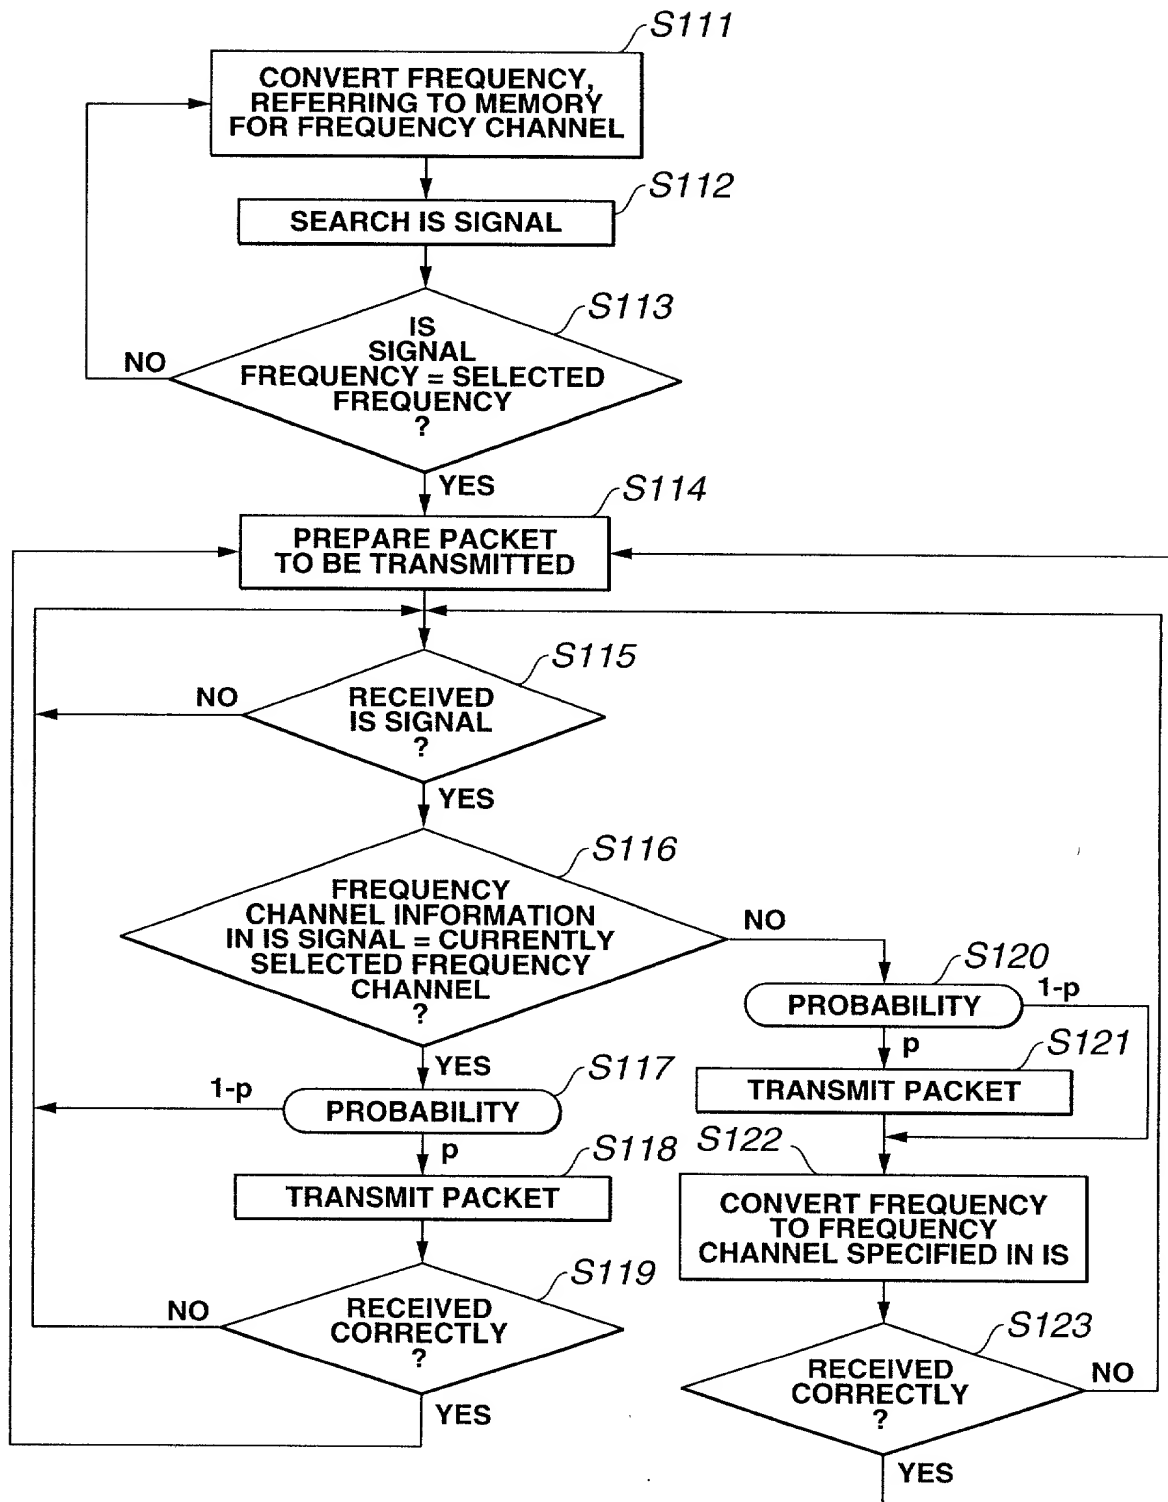 S111
CONVERT FREQUENCY,
REFERRING TO MEMORY
FOR FREQUENCY CHANNEL
S112
SEARCH IS SIGNAL
S113
IS
SIGNAL
FREQUENCY = SELECTED
FREQUENCY
?
NO
YES
S114
PREPARE PACKET
TO BE TRANSMITTED
S115
RECEIVED
IS SIGNAL
?
NO
YES
S116
FREQUENCY
CHANNEL INFORMATION
IN IS SIGNAL = CURRENTLY
SELECTED FREQUENCY
CHANNEL
?
NO
YES
S117
PROBABILITY
1-p
p
S118
TRANSMIT PACKET
S119
RECEIVED
CORRECTLY
?
NO
YES
S120
PROBABILITY
1-p
p
S121
TRANSMIT PACKET
S122
CONVERT FREQUENCY
TO FREQUENCY
CHANNEL SPECIFIED IN IS
S123
RECEIVED
CORRECTLY
?
NO
YES